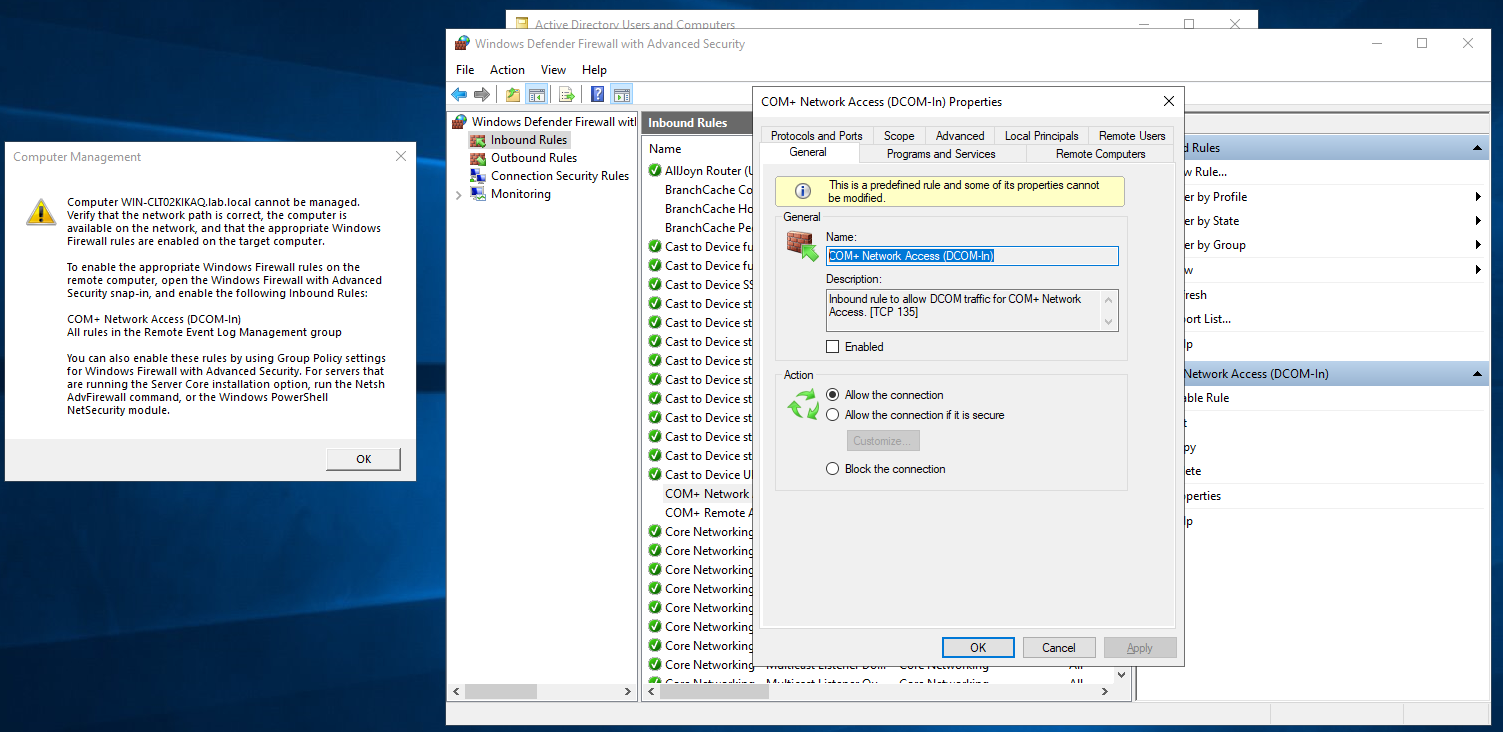 Active Directory Users and Computers
Windows Defender Firewall with Advanced Security
File Action View Help
Computer Management
Computer WIN-CLT02KIKAQ.lab.local cannot be managed.
Verify that the network path is correct, the computer is
available on the network, and that the appropriate Windows
Firewall rules are enabled on the target computer.
To enable the appropriate Windows Firewall rules on the
remote computer, open the Windows Firewall with Advanced
Security snap-in, and enable the following Inbound Rules:
COM+ Network Access (DCOM-In)
All rules in the Remote Event Log Management group
You can also enable these rules by using Group Policy settings
for Windows Firewall with Advanced Security. For servers that
are running the Server Core installation option, run the Netsh
AdvFirewall command, or the Windows PowerShell
NetSecurity module.
OK
Windows Defender Firewall with
Inbound Rules
Outbound Rules
Connection Security Rules
Monitoring
Inbound Rules
Name
AllJoyn Router (U
BranchCache Co
BranchCache Ho
BranchCache Pe
Cast to Device fu
Cast to Device fu
Cast to Device SS
Cast to Device st
Cast to Device st
Cast to Device st
Cast to Device st
Cast to Device st
Cast to Device st
Cast to Device st
Cast to Device st
Cast to Device st
Cast to Device UI
COM+ Network
COM+ Remote A
Core Networking
Core Networking
Core Networking
Core Networking
Core Networking
Core Networking
Core Networking
Core Networking - Multicast Listener Do... Core Networking All
Core Networking - Multicast Listener Qu... Core Networking All
COM+ Network Access (DCOM-In) Properties
Protocols and Ports Scope Advanced Local Principals Remote Users
General Programs and Services Remote Computers
This is a predefined rule and some of its properties cannot
be modified.
General
Name:
COM+ Network Access (DCOM-In)
Description:
Inbound rule to allow DCOM traffic for COM+ Network
Access. [TCP 135]
Enabled
Action
Allow the connection
Allow the connection if it is secure
Customize...
Block the connection
OK Cancel Apply
d Rules
w Rule...
er by Profile
er by State
er by Group
w
resh
ort List...
lp
Network Access (DCOM-In)
able Rule
t
py
ete
operties
lp